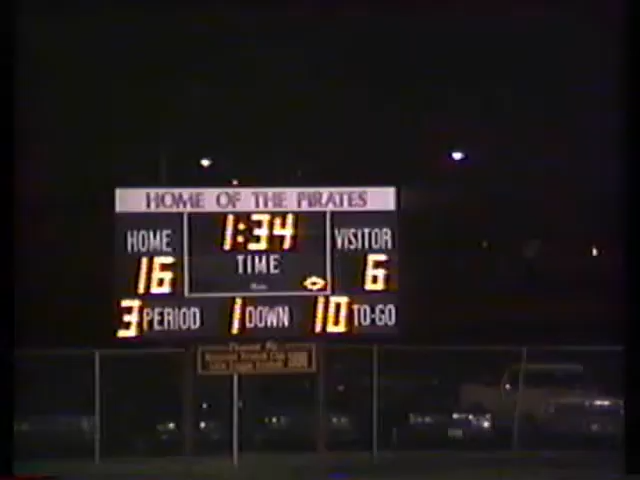 HOME OF THE PIRATES
HOME 1:34 VISITOR
16 TIME 6
3 PERIOD 1 DOWN 10 TO-GO